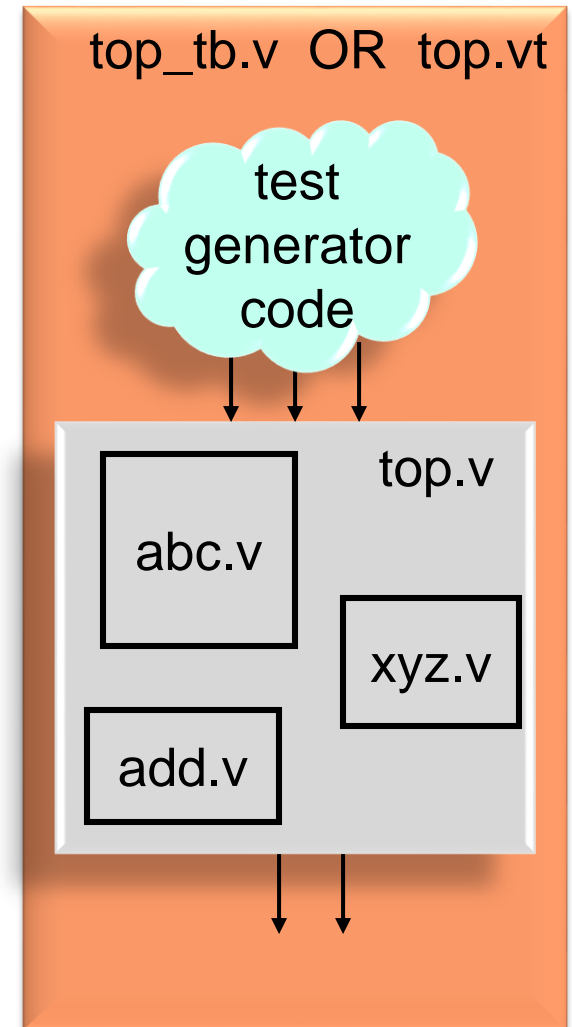 top_tb.v OR top.vt
test
generator
code
top.v
abc.v
xyz.v
add.v